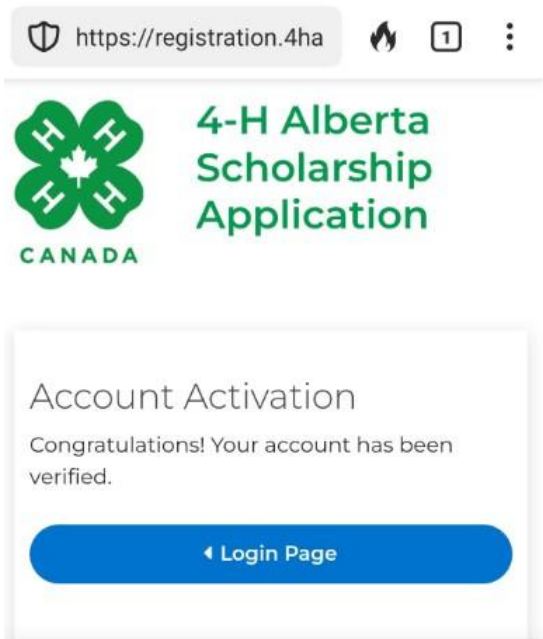 https://registration.4ha
1
4-H Alberta
Scholarship
Application
H H
H H
CANADA
Account Activation
Congratulations! Your account has been
verified.
Login Page